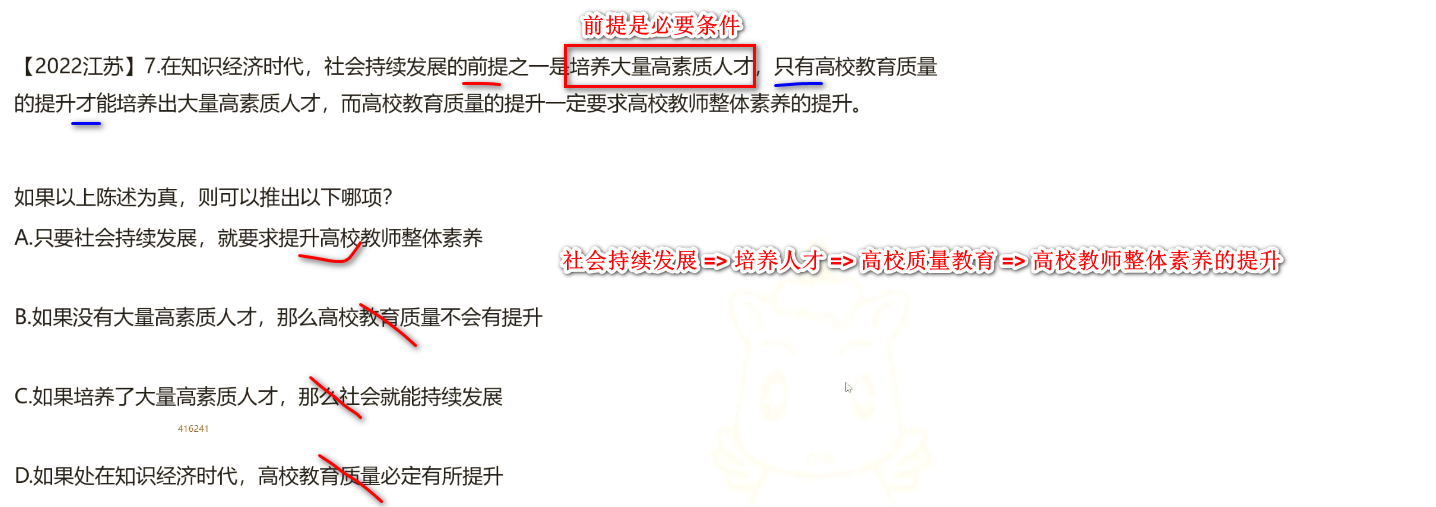 前提是必要条件
【2022江苏】7.在知识经济时代，社会持续发展的前提之一是培养大量高素质人才，只有高校教育质量
的提升才能培养出大量高素质人才，而高校教育质量的提升一定要求高校教师整体素养的提升。
如果以上陈述为真，则可以推出以下哪项？
A.只要社会持续发展，就要求提升高校教师整体素养
社会持续发展 => 培养人才 => 高校质量教育 => 高校教师整体素养的提升
B.如果没有大量高素质人才，那么高校教育质量不会有提升
C.如果培养了大量高素质人才，那么社会就能持续发展
416241
D.如果处在知识经济时代，高校教育质量必定有所提升